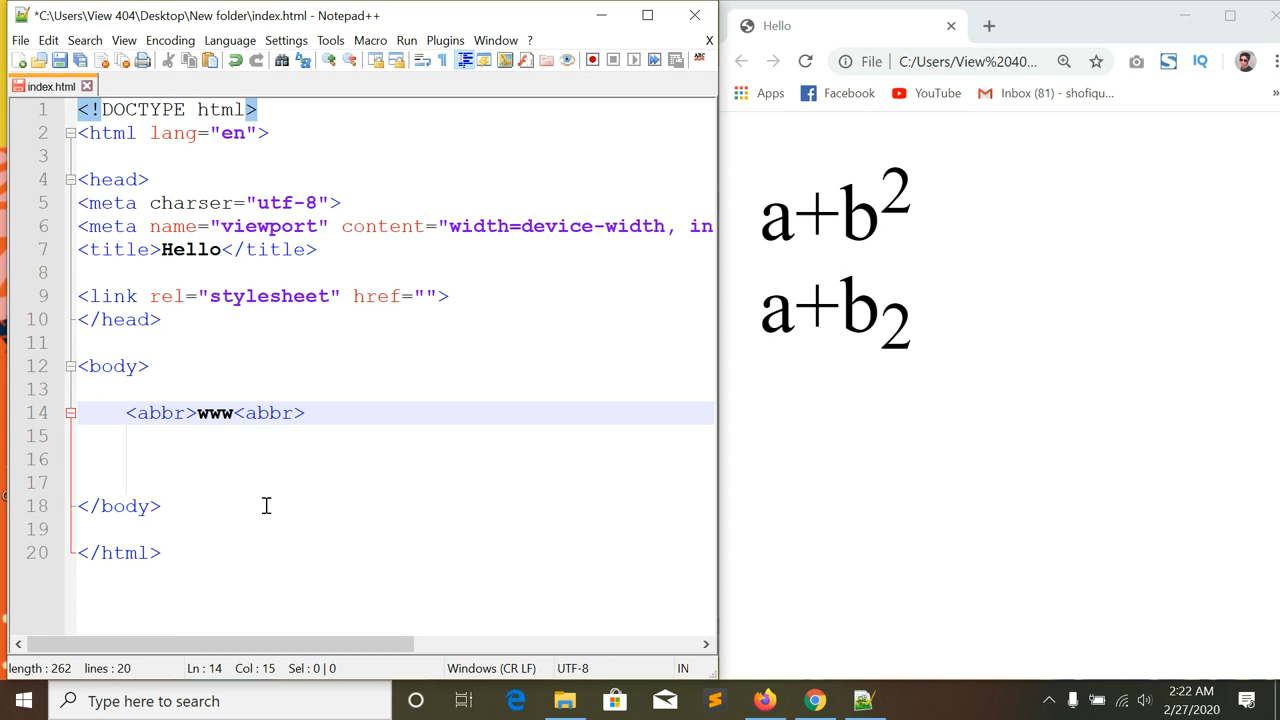 *C:\Users\View 404\Desktop\New folder\index.html - Notepad++
File Edit Search View Encoding Language Settings Tools Macro Run Plugins Window ? X
index.html
1 <!DOCTYPE html>
2 <html lang="en">
3
4 <head>
5 <meta charser="utf-8">
6 <meta name="viewport" content="width=device-width, in
7 <title>Hello</title>
8
9 <link rel="stylesheet" href="">
10 </head>
11
12 <body>
13
14 <abbr>www<abbr>
15
16
17
18 </body>
19
20 </html>
length : 262 lines : 20 Ln : 14 Col : 15 Sel : 0 | 0 Windows (CR LF) UTF-8 IN
Hello
File C:/Users/View%2040...
IQ
Apps Facebook YouTube Inbox (81) - shofiqu... »
a+b²
a+b₂
Type here to search
2:22 AM
2/27/2020